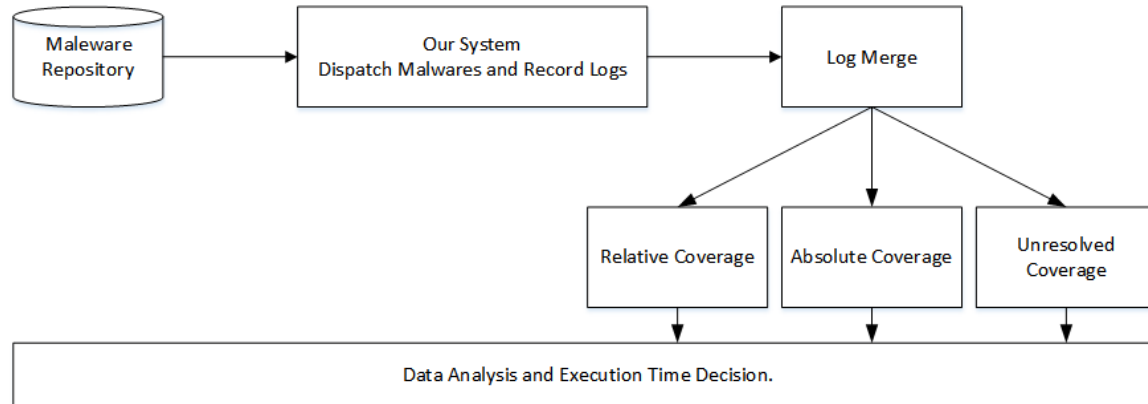 Maleware
Repository
Our System
Dispatch Malwares and Record Logs
Log Merge
Relative Coverage
Absolute Coverage
Unresolved
Coverage
Data Analysis and Execution Time Decision.